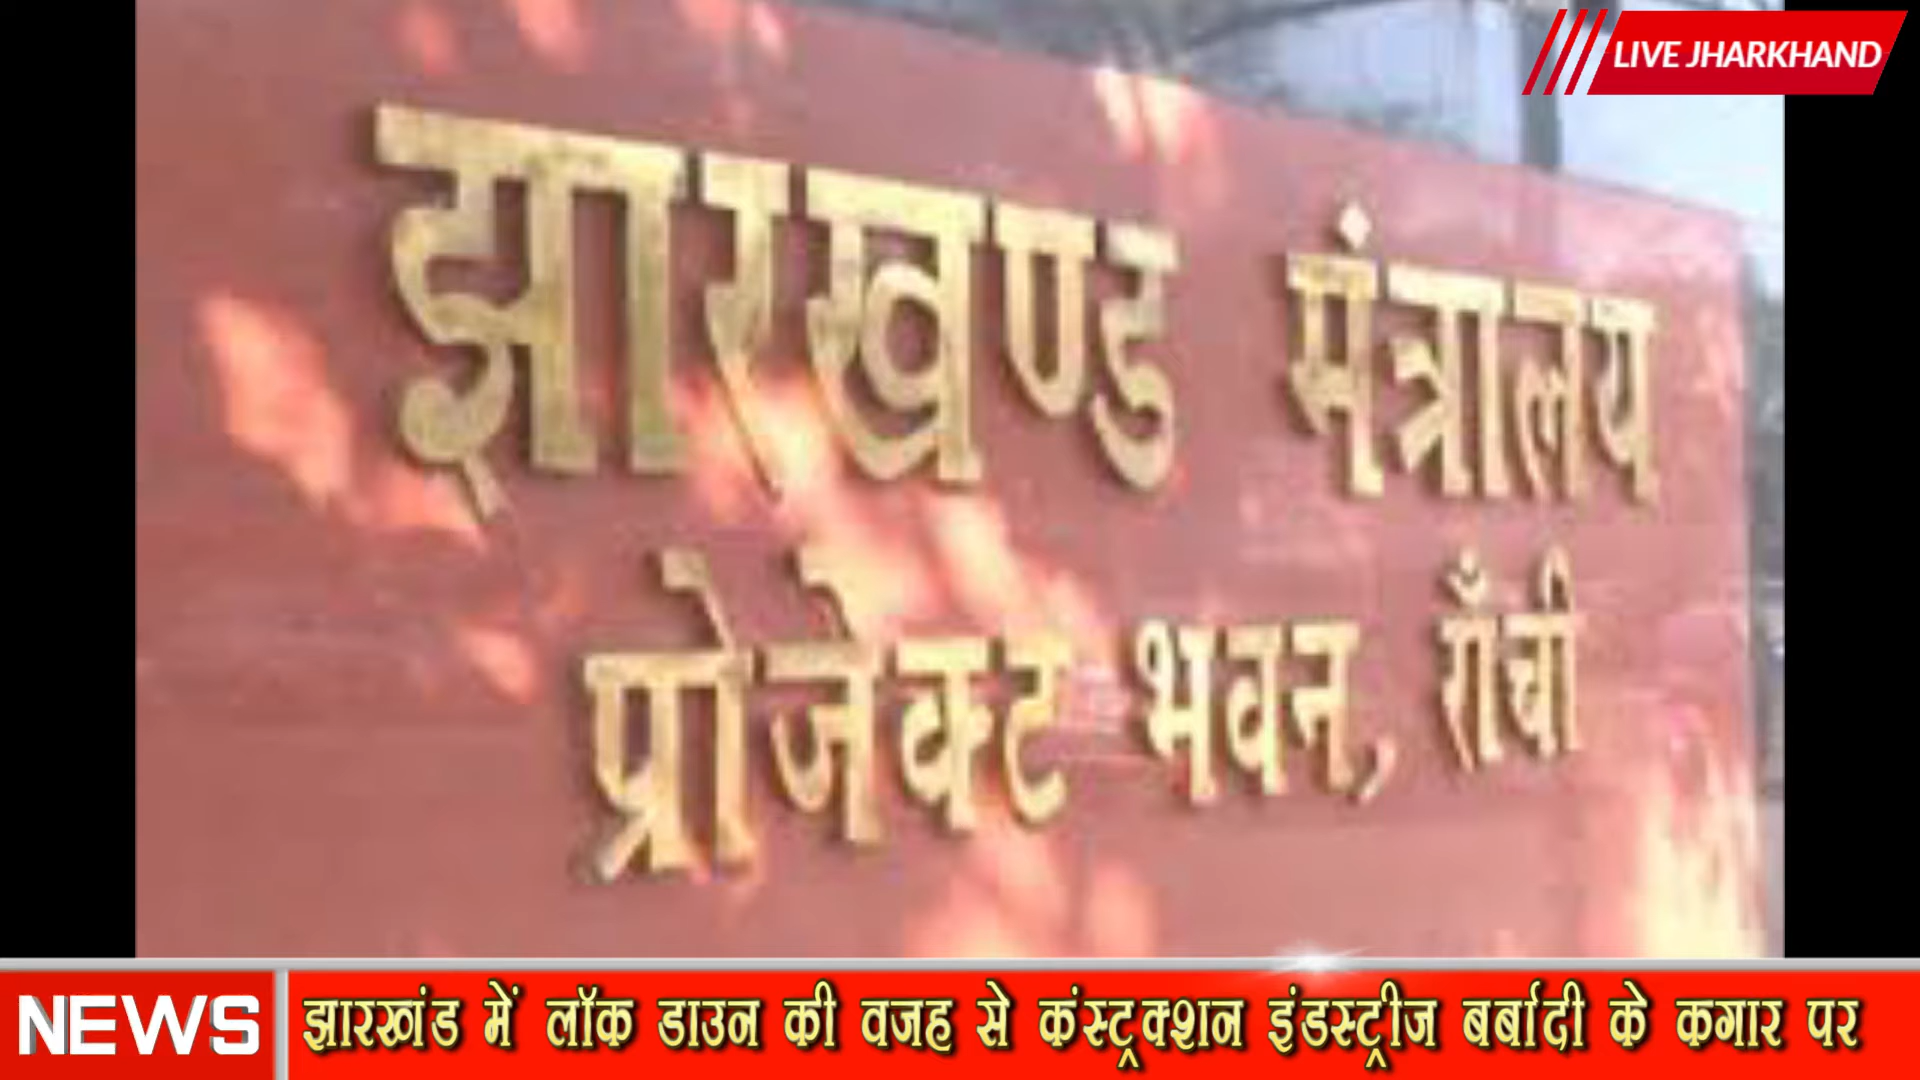 LIVE JHARKHAND
झारखण्ड मंत्रालय
प्रोजेक्ट भवन, राँची
NEWS झारखांड में लॉक डाउन की वजह से कंस्ट्रक्शन इंडस्ट्रीज बर्बादी के कगार पर